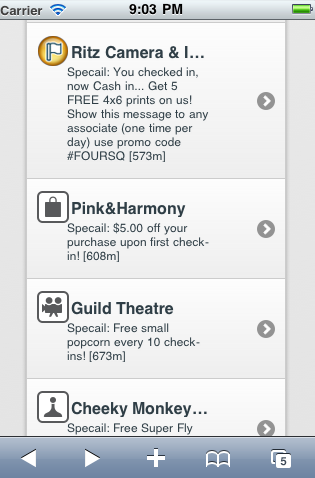 Carrier 9:03 PM
Ritz Camera & I...
Specail: You checked in,
now Cash in... Get 5
FREE 4x6 prints on us!
Show this message to any
associate (one time per
day) use promo code
#FOURSQ [573m]
Pink&Harmony
Specail: $5.00 off your
purchase upon first check-
in! [608m]
Guild Theatre
Specail: Free small
popcorn every 10 check-
ins! [673m]
Cheeky Monkey...
Specail: Free Super Fly
5